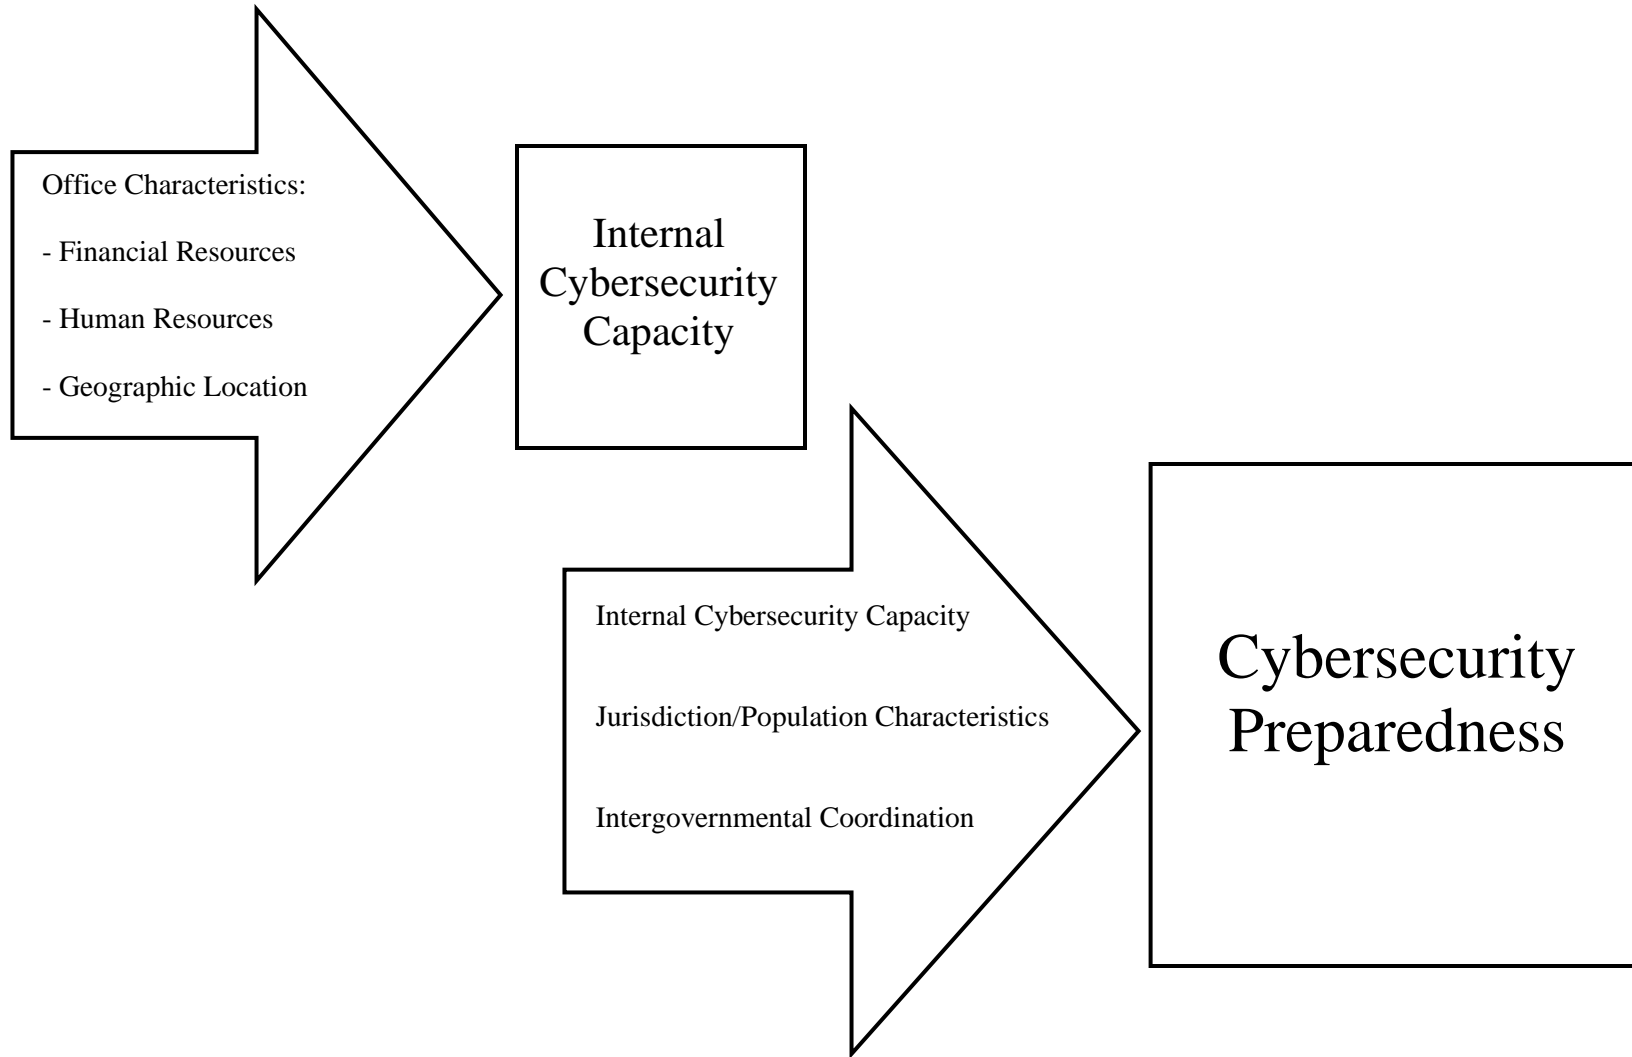 Office Characteristics:
- Financial Resources
- Human Resources
- Geographic Location
Internal
Cybersecurity
Capacity
Internal Cybersecurity Capacity
Jurisdiction/Population Characteristics
Intergovernmental Coordination
Cybersecurity
Preparedness